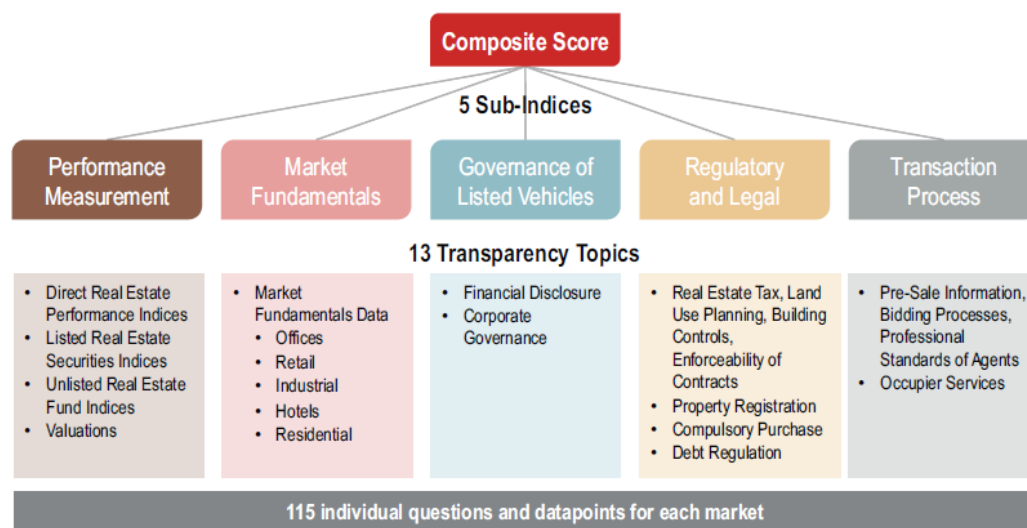 Composite Score
5 Sub-Indices
Performance
Measurement
Market
Fundamentals
Governance of
Listed Vehicles
Regulatory
and Legal
Transaction
Process
13 Transparency Topics
• Direct Real Estate
Performance Indices
• Listed Real Estate
Securities Indices
• Unlisted Real Estate
Fund Indices
• Valuations
• Market
Fundamentals Data
• Offices
• Retail
• Industrial
• Hotels
• Residential
• Financial Disclosure
• Corporate
Governance
• Real Estate Tax, Land
Use Planning, Building
Controls,
Enforceability of
Contracts
• Property Registration
• Compulsory Purchase
• Debt Regulation
• Pre-Sale Information,
Bidding Processes,
Professional
Standards of Agents
• Occupier Services
115 individual questions and datapoints for each market